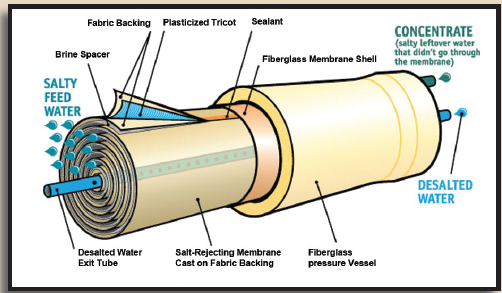 Fabric Backing
Plasticized Tricot
Sealant
Brine Spacer
Fiberglass Membrane Shell
CONCENTRATE
(salty leftover water
that didn't go through
the membrane)
SALTY
FEED
WATER
DESALTED
WATER
Desalted Water
Exit Tube
Salt-Rejecting Membrane
Cast on Fabric Backing
Fiberglass
pressure Vessel